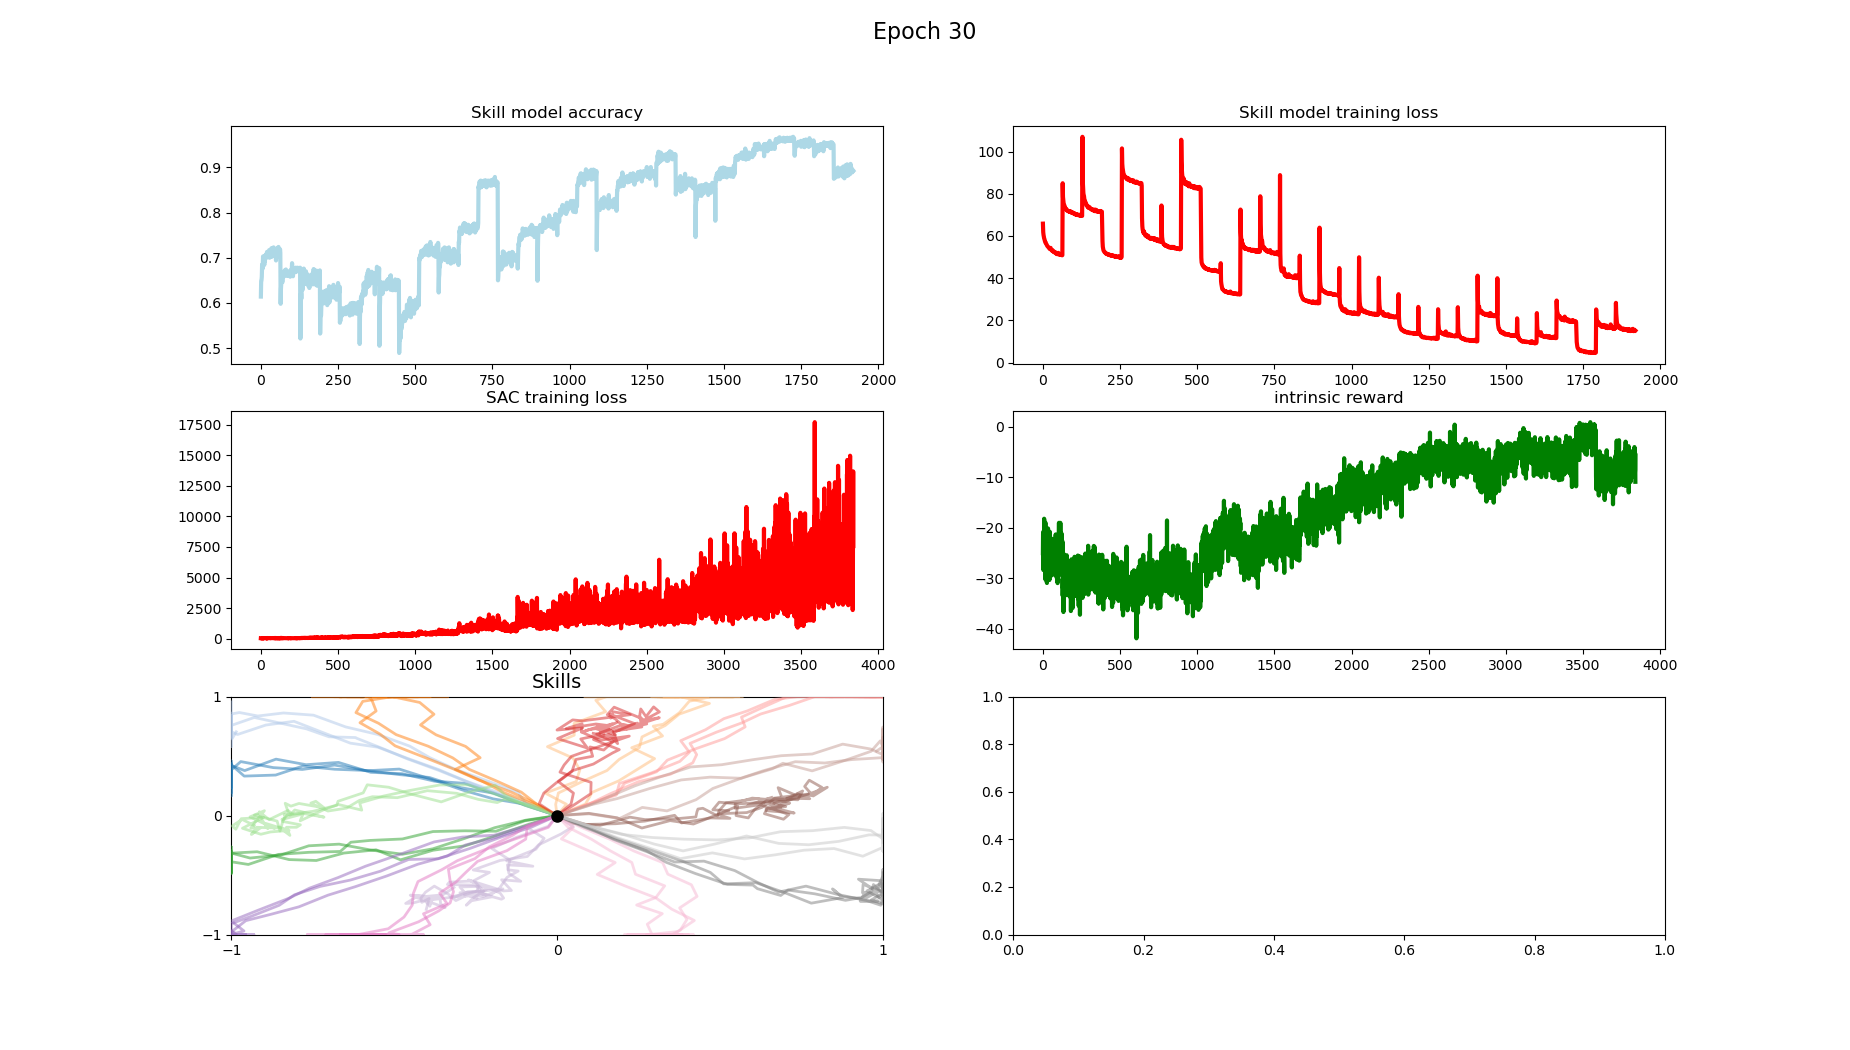 Epoch 30
Skill model accuracy
0.9
0.8
0.7
0.6
0.5
0 250 500 750 1000 1250 1500 1750 2000
Skill model training loss
100
80
60
40
20
0
0 250 500 750 1000 1250 1500 1750 2000
SAC training loss
17500
15000
12500
10000
7500
5000
2500
0
0 500 1000 1500 2000 2500 3000 3500 4000
intrinsic reward
0
−10
−20
−30
−40
0 500 1000 1500 2000 2500 3000 3500 4000
Skills
1
0
−1
−1 0 1
1.0
0.8
0.6
0.4
0.2
0.0
0.0 0.2 0.4 0.6 0.8 1.0